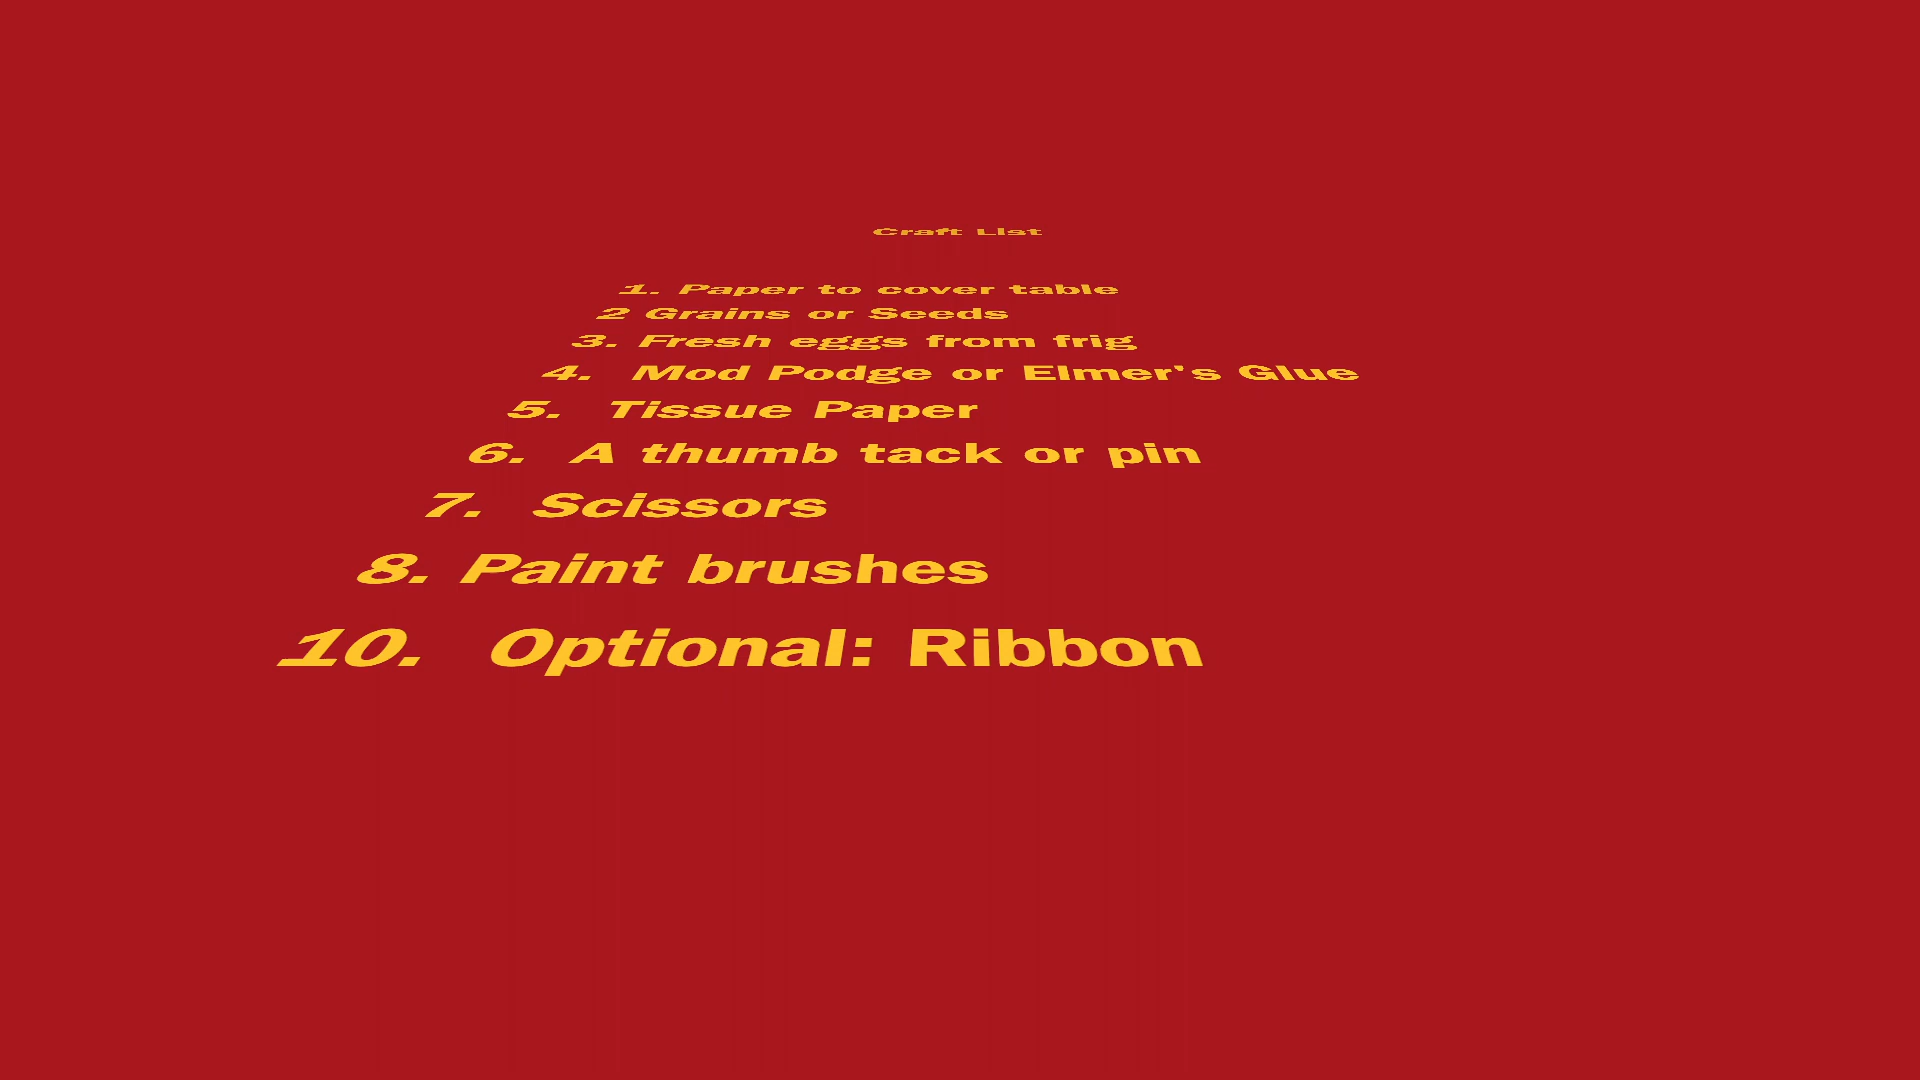 Craft List
1. Paper to cover table
2 Grains or Seeds
3. Fresh eggs from frig
4. Mod Podge or Elmer's Glue
5. Tissue Paper
6. A thumb tack or pin
7. Scissors
8. Paint brushes
10. Optional: Ribbon